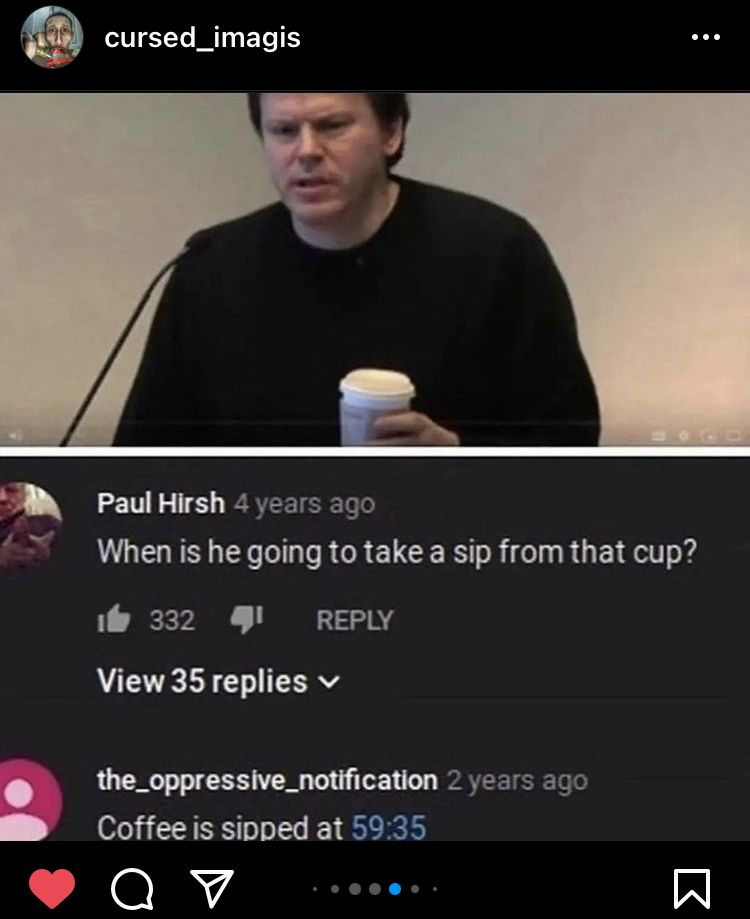 cursed_imagis
Paul Hirsh 4 years ago
When is he going to take a sip from that cup?
332 REPLY
View 35 replies
the_oppressive_notification 2 years ago
Coffee is sipped at 59:35